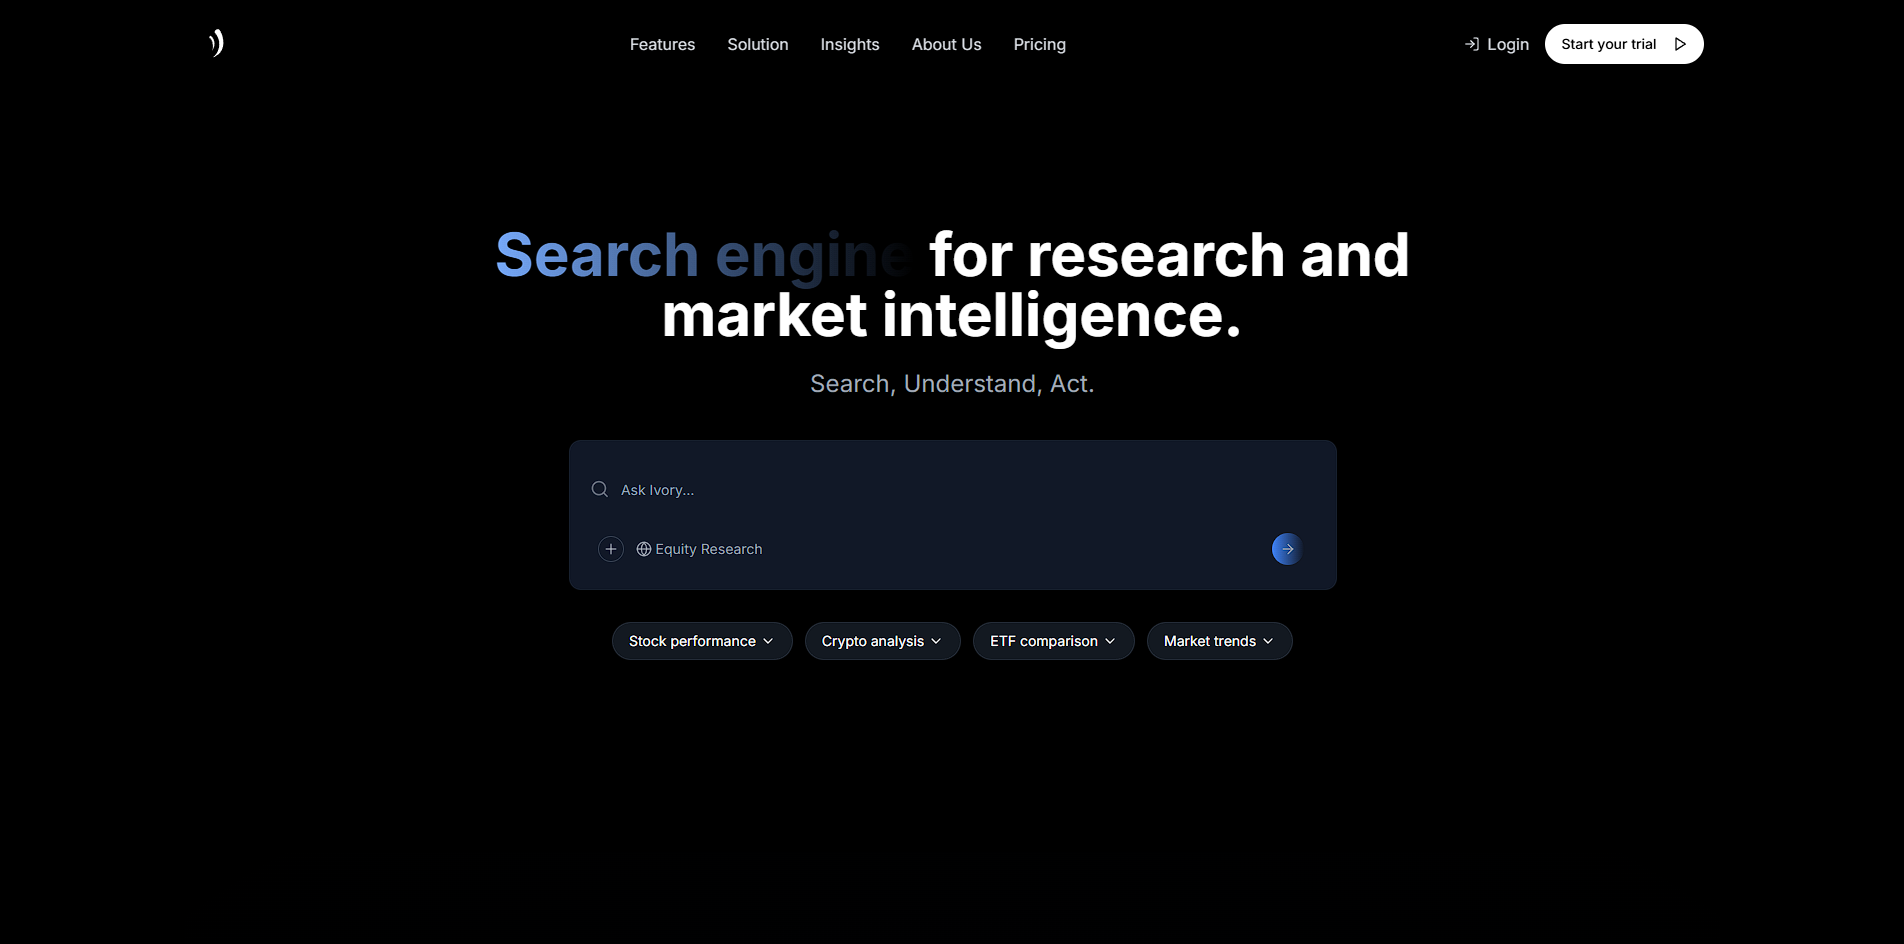 Features
Solution
Insights
About Us
Pricing
Login
Start your trial
Search engine for research and
market intelligence.
Search, Understand, Act.
Ask Ivory...
Equity Research
Stock performance
Crypto analysis
ETF comparison
Market trends